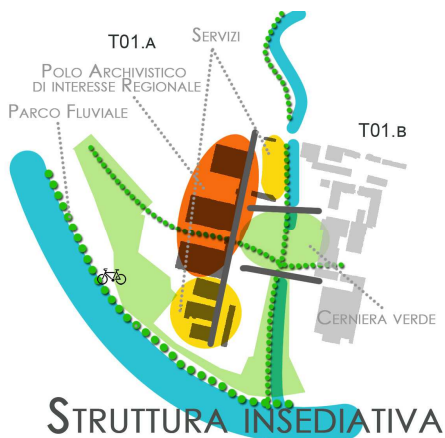 SERVIZI
T01.A
POLO ARCHIVISTICO
DI INTERESSE REGIONALE
PARCO FLUVIALE
T01.B
CERNIERA VERDE
STRUTTURA INSEDIATIVA